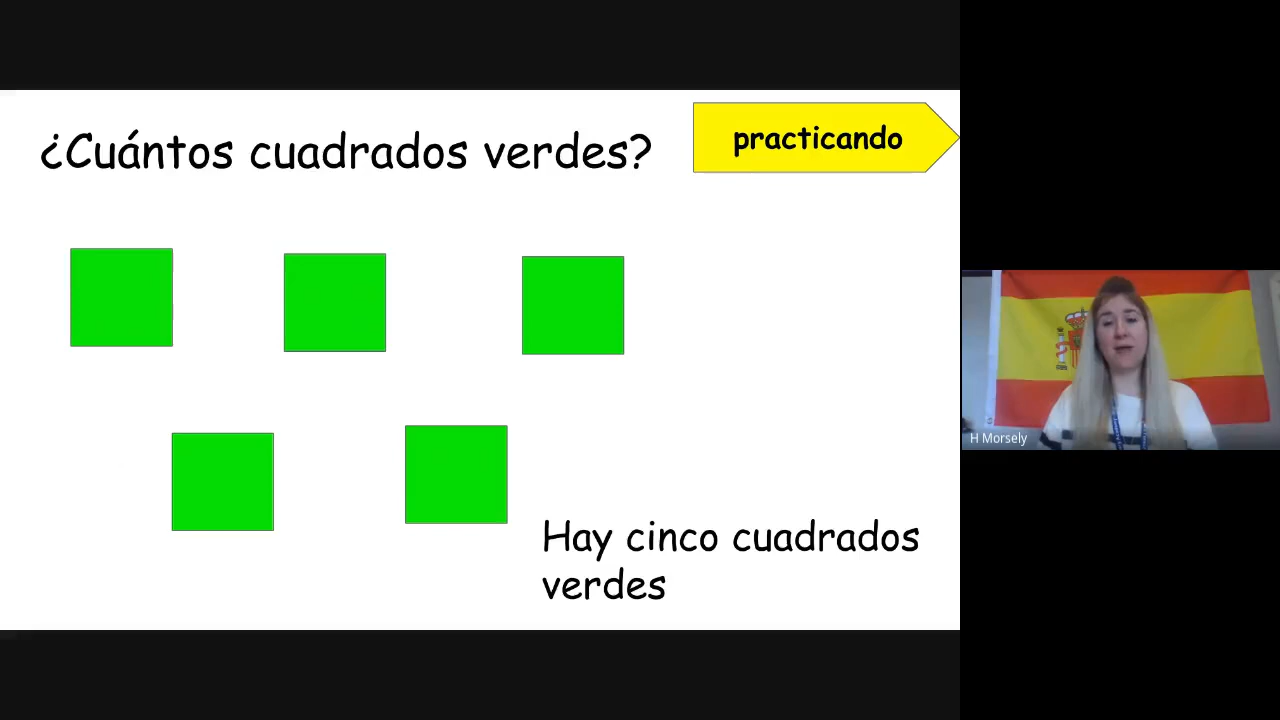 ¿Cuántos cuadrados verdes?
practicando
Hay cinco cuadrados
verdes
H Morsely